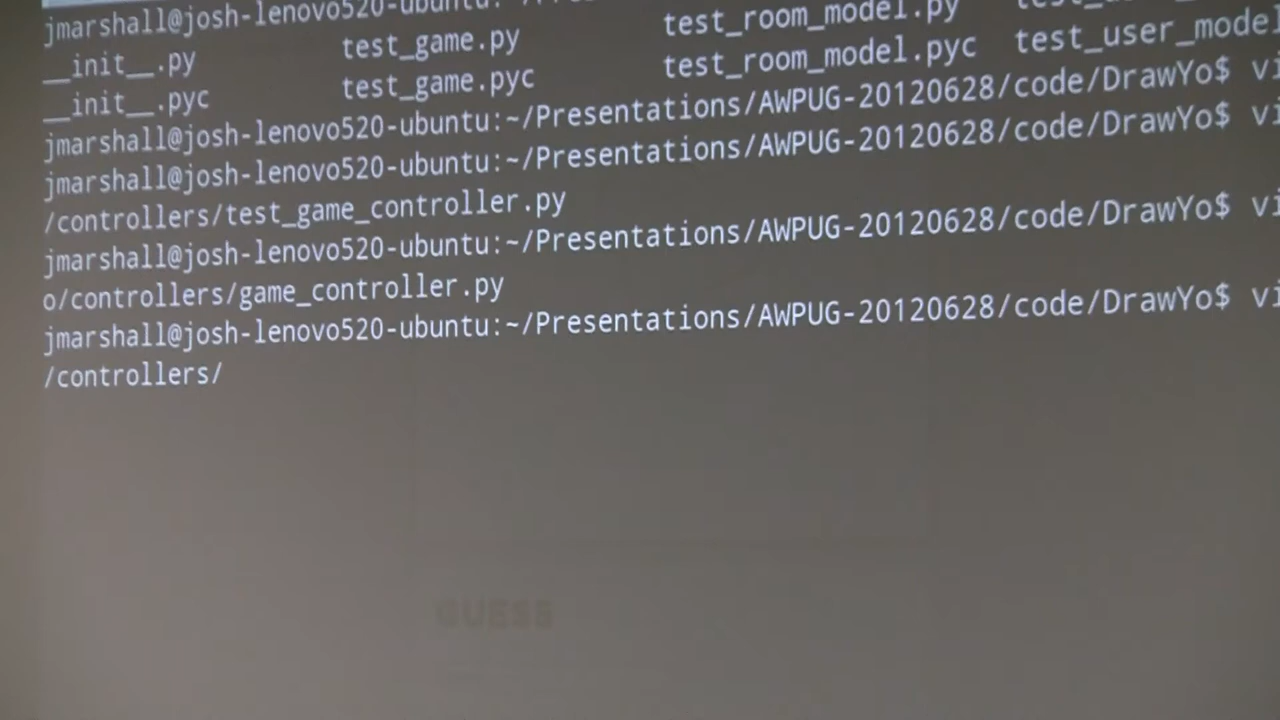 jmarshall@josh-lenovo520-ubuntu:
__init__.py test_game.py test_room_model.py
__init__.pyc test_game.pyc test_room_model.pyc test_user_model
jmarshall@josh-lenovo520-ubuntu:~/Presentations/AWPUG-20120628/code/DrawYo$ vi
jmarshall@josh-lenovo520-ubuntu:~/Presentations/AWPUG-20120628/code/DrawYo$ vi
/controllers/test_game_controller.py
jmarshall@josh-lenovo520-ubuntu:~/Presentations/AWPUG-20120628/code/DrawYo$ vi
o/controllers/game_controller.py
jmarshall@josh-lenovo520-ubuntu:~/Presentations/AWPUG-20120628/code/DrawYo$ vi
/controllers/
GUESS